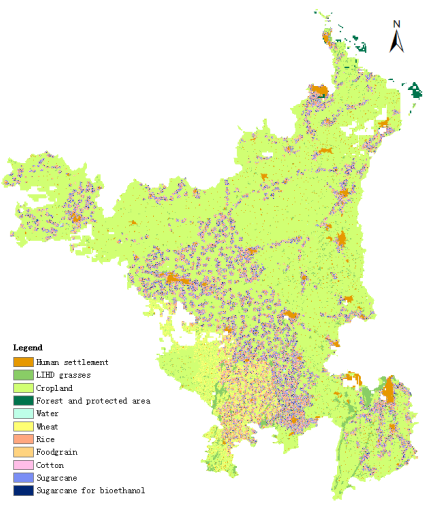 N
Legend
Human settlement
LIHD grasses
Cropland
Forest and protected area
Water
Wheat
Rice
Foodgrain
Cotton
Sugarcane
Sugarcane for bioethanol